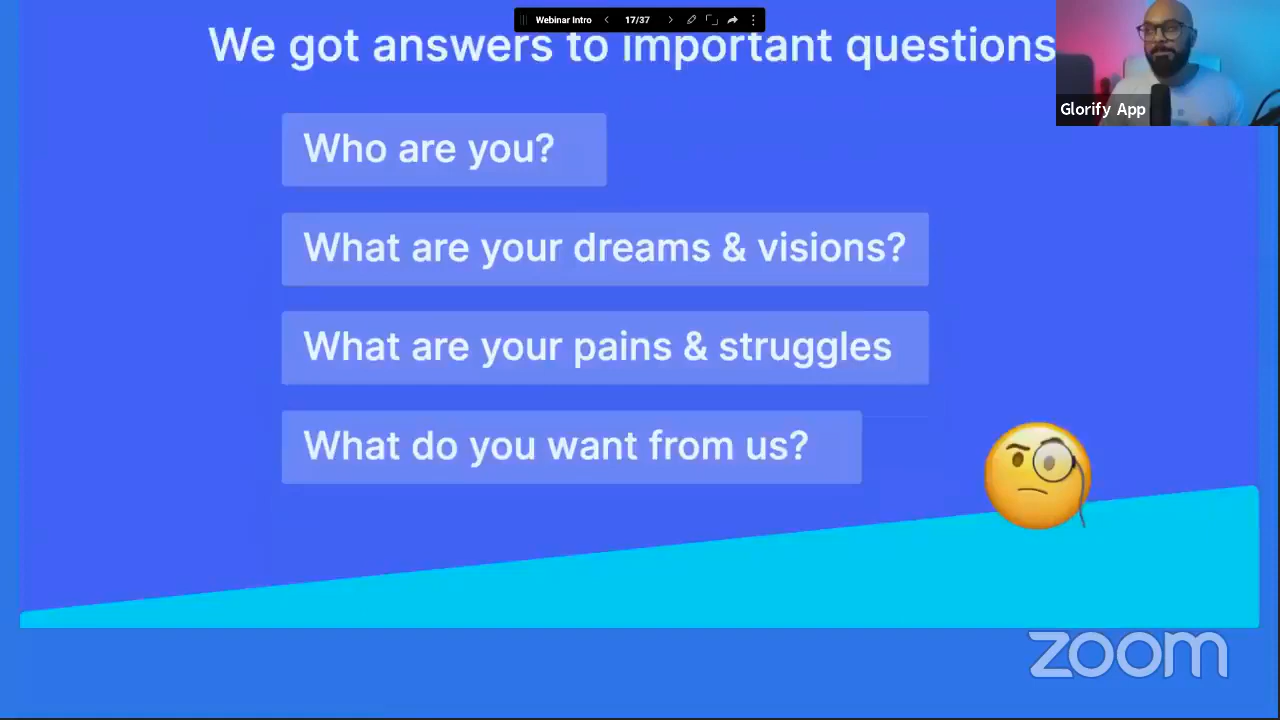 Webinar Intro
17/37
We got answers to important questions
Glorify App
Who are you?
What are your dreams & visions?
What are your pains & struggles
What do you want from us?
zoom